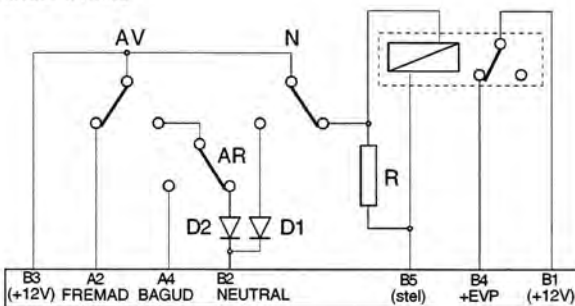 AV N
AR
R
D2 D1
B3 A2 A4 B2 B5 B4 B1
(+12V) FREMAD BAGUD NEUTRAL (stel) +EVP (+12V)